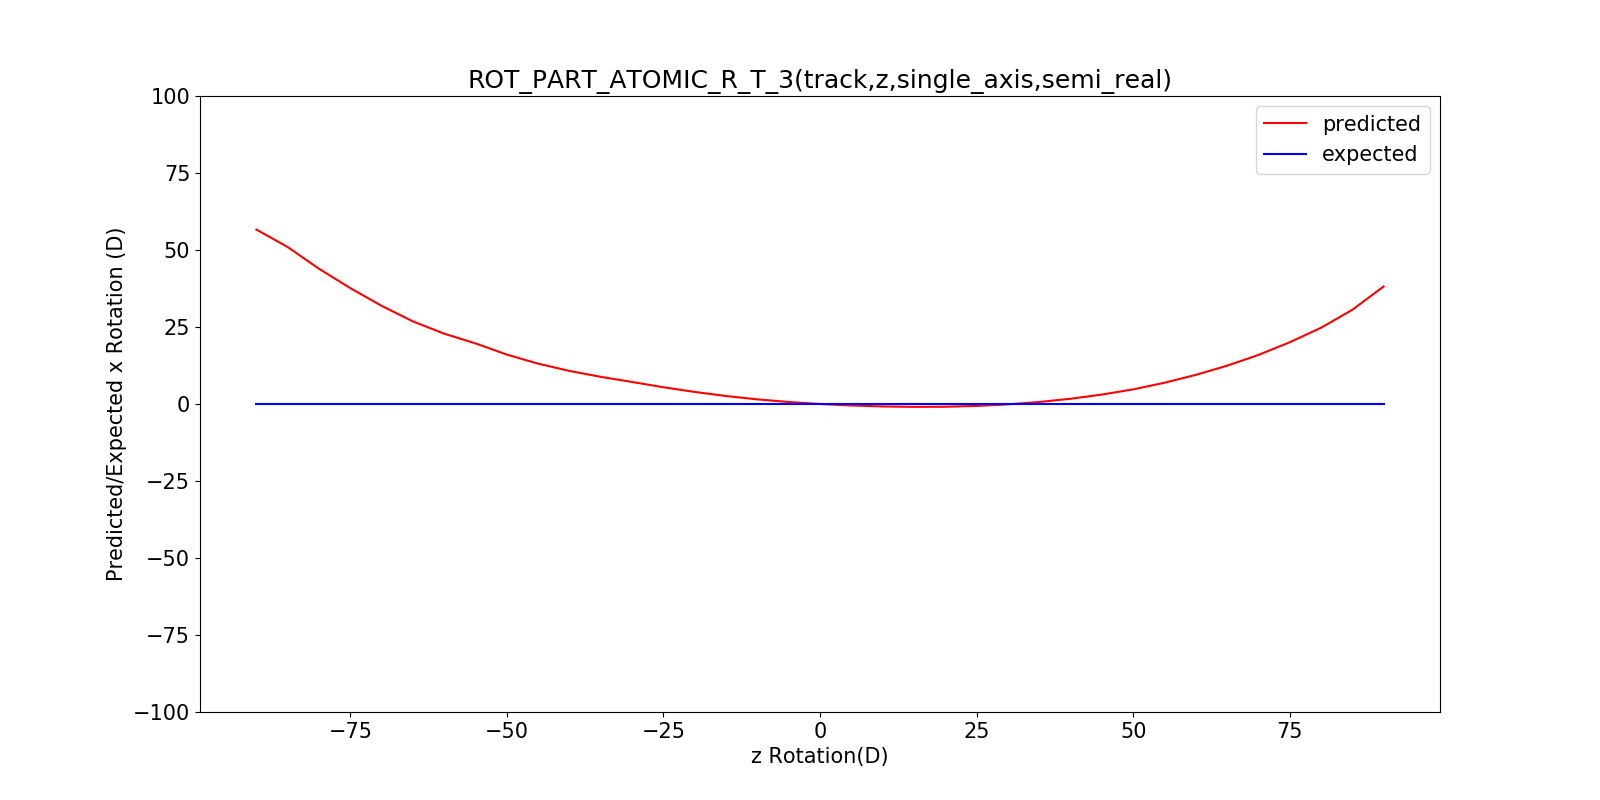 ROT_PART_ATOMIC_R_T_3(track,z,single_axis,semi_real)
predicted
expected
Predicted/Expected x Rotation (D)
100
75
50
25
0
−25
−50
−75
−100
−75 −50 −25 0 25 50 75
z Rotation(D)